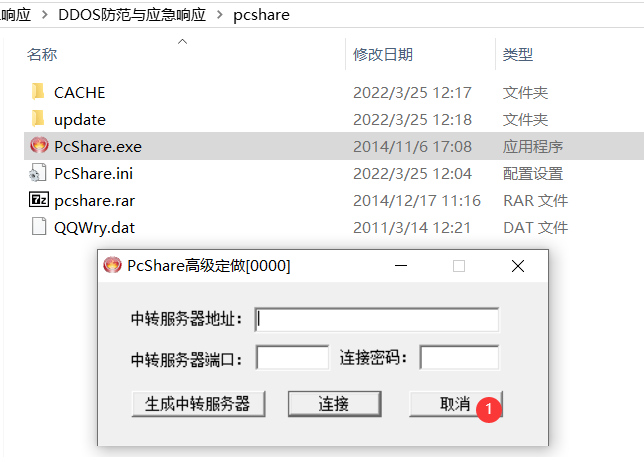 急响应 > DDOS防范与应急响应 > pcshare
名称 修改日期 类型
CACHE 2022/3/25 12:17 文件夹
update 2022/3/25 12:18 文件夹
PcShare.exe 2014/11/6 17:08 应用程序
PcShare.ini 2022/3/25 12:04 配置设置
pcshare.rar 2014/12/17 11:16 RAR 文件
QQWry.dat 2011/3/14 12:21 DAT 文件
PcShare高级定做[0000]
中转服务器地址:
中转服务器端口: 连接密码:
生成中转服务器 连接 取消 1